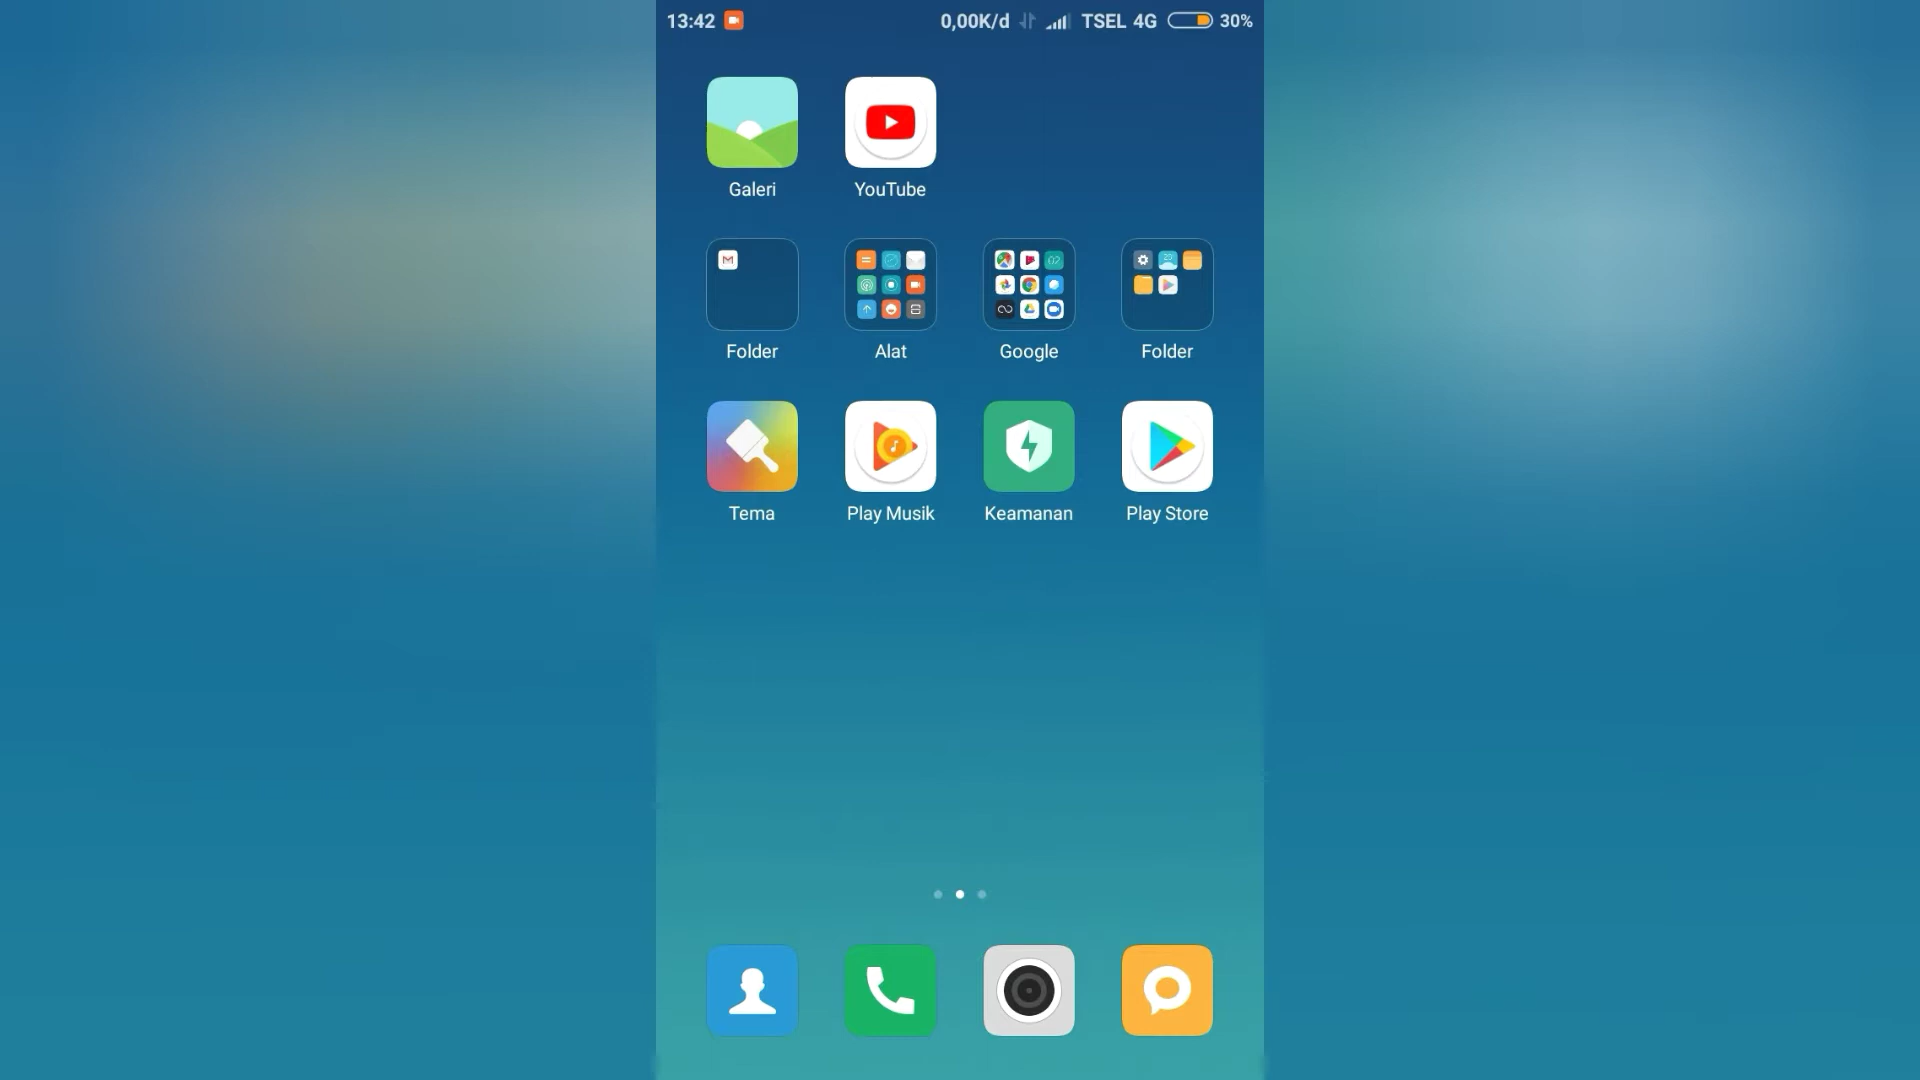 13:42 0,00K/d TSEL 4G 30%
Galeri YouTube
Folder Alat Google Folder
Tema Play Musik Keamanan Play Store